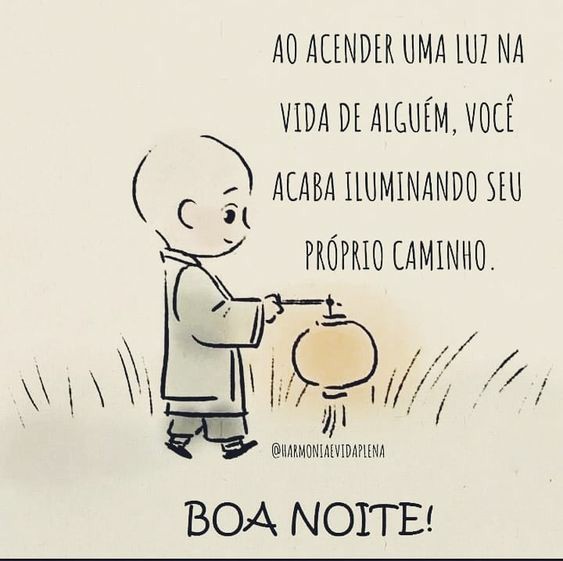 AO ACENDER UMA LUZ NA
VIDA DE ALGUÉM, VOCÊ
ACABA ILUMINANDO SEU
PRÓPRIO CAMINHO.
@HARMONIAEVIDAPLENA
BOA NOITE!